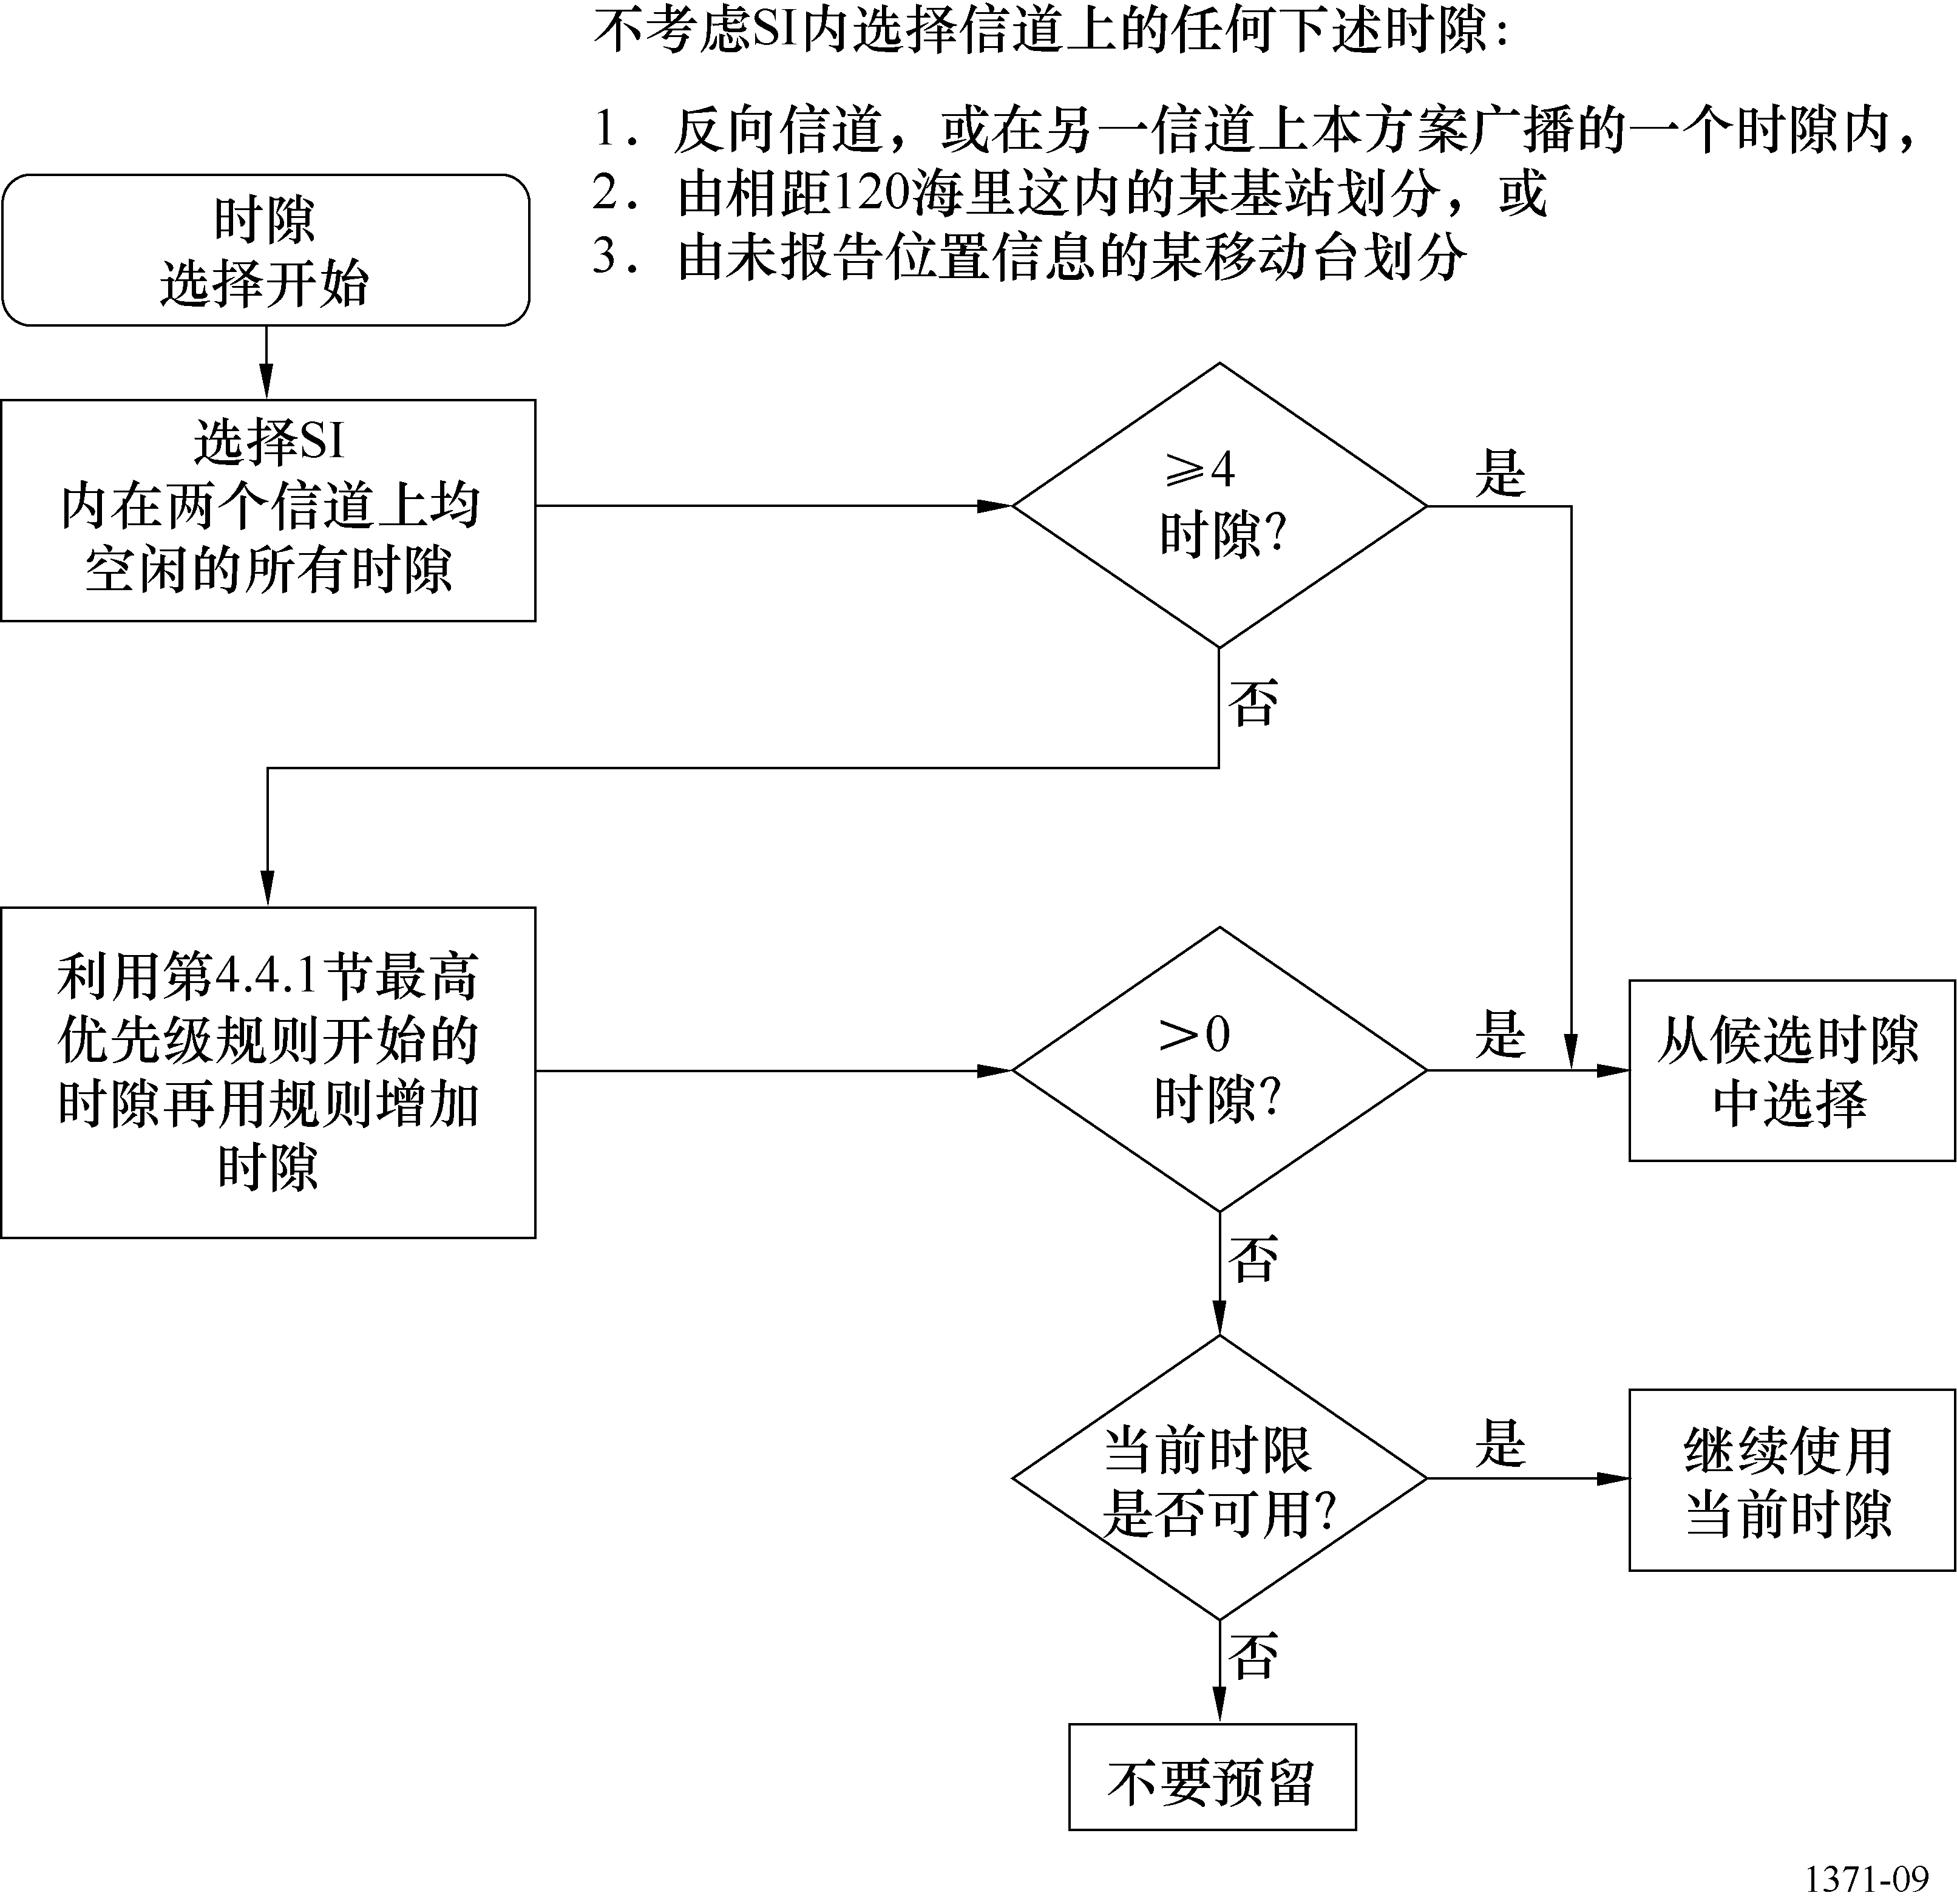 不考虑SI内选择信道上的任何下述时隙：
1． 反向信道，或在另一信道上本方案广播的一个时隙内，
2． 由相距120海里这内的某基站划分，或
3． 由未报告位置信息的某移动台划分
时隙
选择开始
选择SI
内在两个信道上均
空闲的所有时隙
≥4
时隙？
是
否
利用第4.4.1节最高
优先级规则开始的
时隙再用规则增加
时隙
>0
时隙？
是
从候选时隙
中选择
否
当前时限
是否可用？
是
继续使用
当前时隙
否
不要预留
1371-09